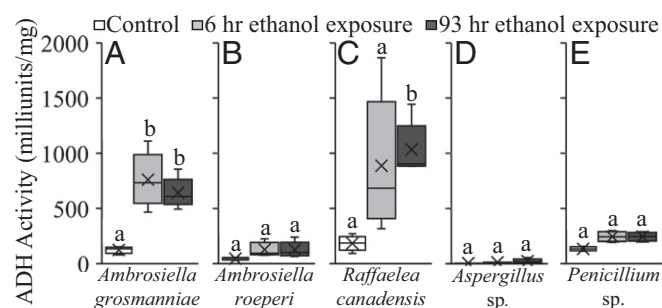 Control 6 hr ethanol exposure 93 hr ethanol exposure
ADH Activity (milliunits/mg)
2000
1500
1000
500
0
A
a
b
b
Ambrosiella
grosmanniae
B
a
a
a
Ambrosiella
roeperi
C
a
a
b
Raffaelea
canadensis
D
a
a
a
Aspergillus
sp.
E
a
a
a
Penicillium
sp.